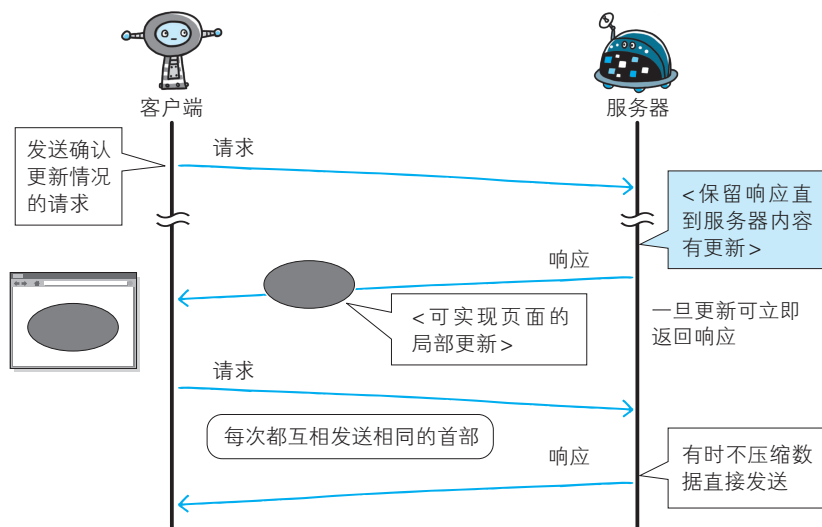 客户端
服务器
发送确认
更新情况
的请求
请求
<保留响应直
到服务器内容
有更新>
响应
<可实现页面的
局部更新>
一旦更新可立即
返回响应
请求
每次都互相发送相同的首部
响应
有时不压缩数
据直接发送